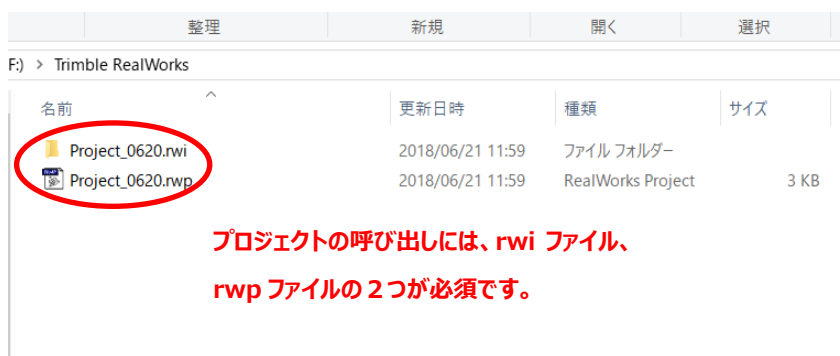 整理 新規 開く 選択
F:) > Trimble RealWorks
名前 更新日時 種類 サイズ
Project_0620.rwi 2018/06/21 11:59 ファイル フォルダー
Project_0620.rwp 2018/06/21 11:59 RealWorks Project 3 KB
プロジェクトの呼び出しには、rwi ファイル、
rwp ファイルの２つが必須です。